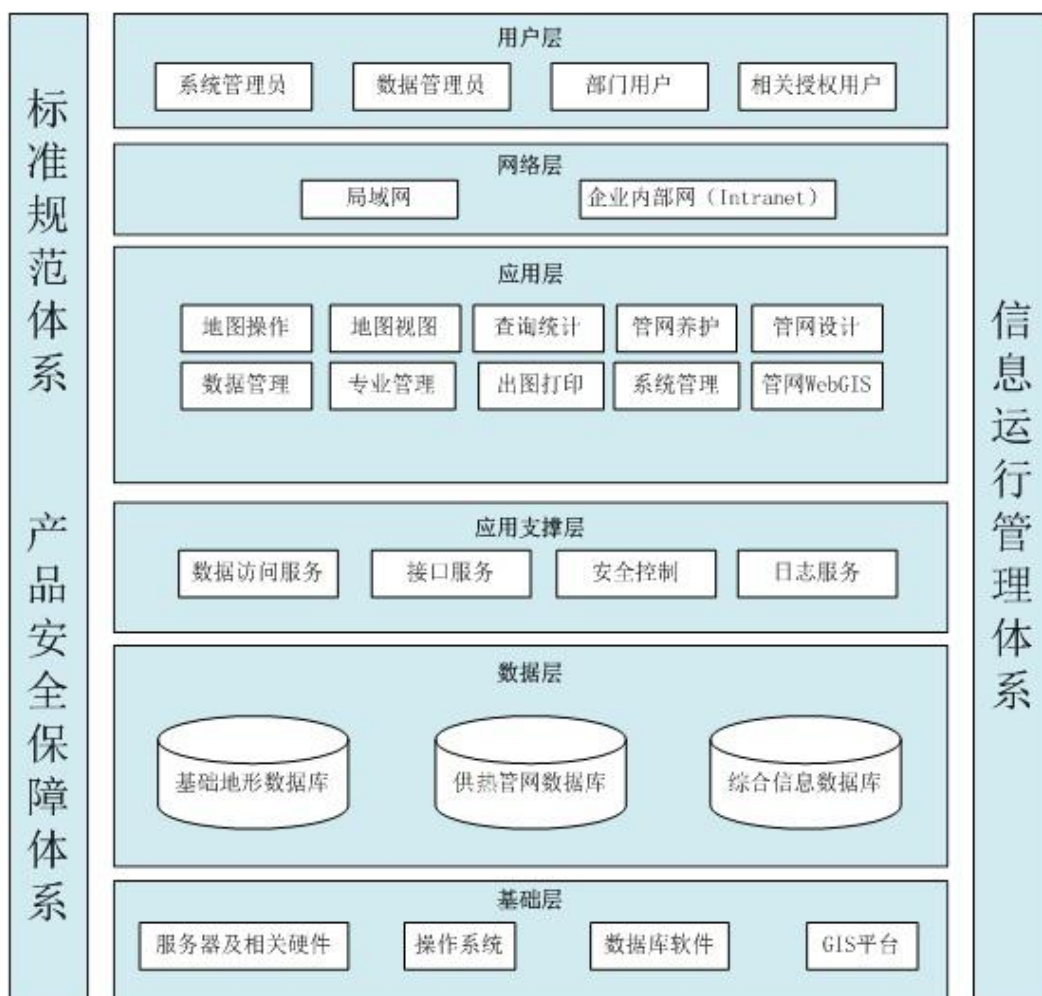 标准规范体系
产品安全保障体系
用户层
系统管理员 数据管理员 部门用户 相关授权用户
网络层
局域网 企业内部网（Intranet）
应用层
地图操作 地图视图 查询统计 管网养护 管网设计
数据管理 专业管理 出图打印 系统管理 管网WebGIS
应用支撑层
数据访问服务 接口服务 安全控制 日志服务
数据层
基础地形数据库 供热管网数据库 综合信息数据库
基础层
服务器及相关硬件 操作系统 数据库软件 GIS平台
信息运行管理体系